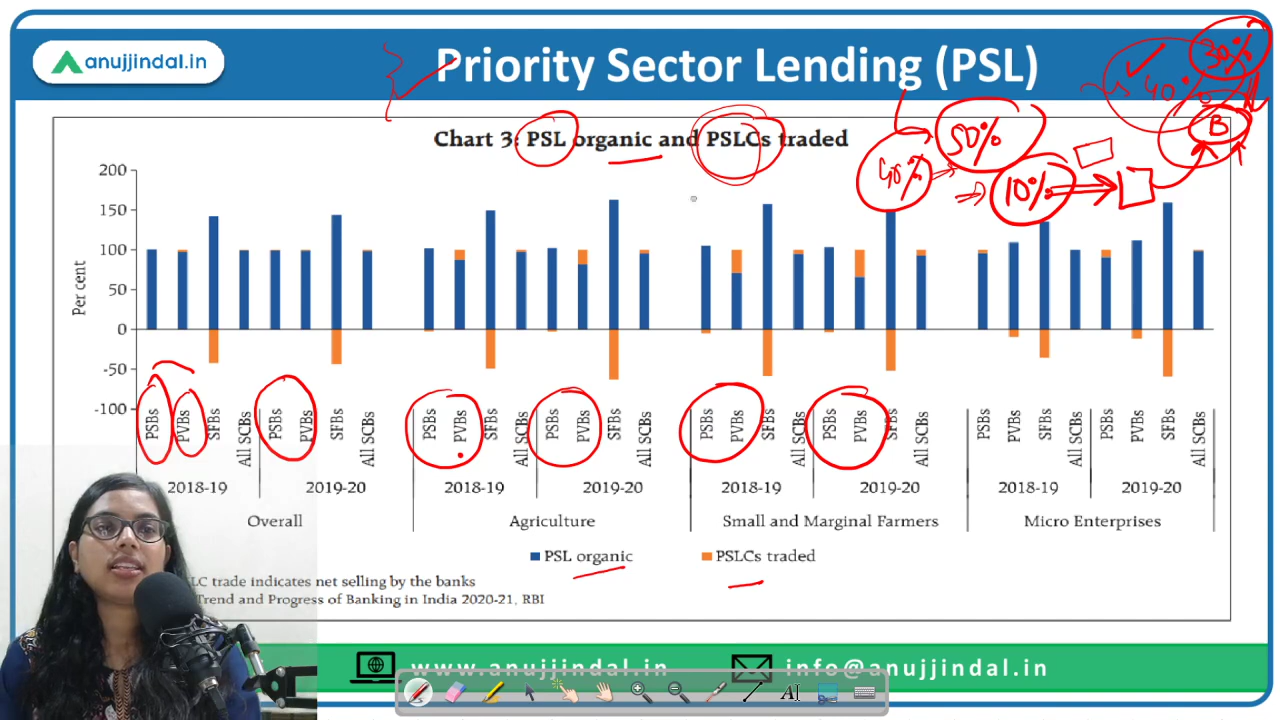 anujjindal.in
Priority Sector Lending (PSL)
30%
40%
B
50%
40%
10%
Chart 3: PSL organic and PSLCs traded
200
150
100
50
0
-50
-100
Per cent
PSBs PVBs SFBs All SCBs PSBs PVBs SFBs All SCBs PSBs PVBs SFBs All SCBs PSBs PVBs SFBs All SCBs PSBs PVBs SFBs All SCBs PSBs PVBs SFBs All SCBs PSBs PVBs SFBs All SCBs PSBs PVBs SFBs All SCBs
2018-19 2019-20 2018-19 2019-20 2018-19 2019-20 2018-19 2019-20
Overall Agriculture Small and Marginal Farmers Micro Enterprises
PSL organic PSLCs traded
LC trade indicates net selling by the banks
Trend and Progress of Banking in India 2020-21, RBI
www.anujjindal.in info@anujjindal.in
A